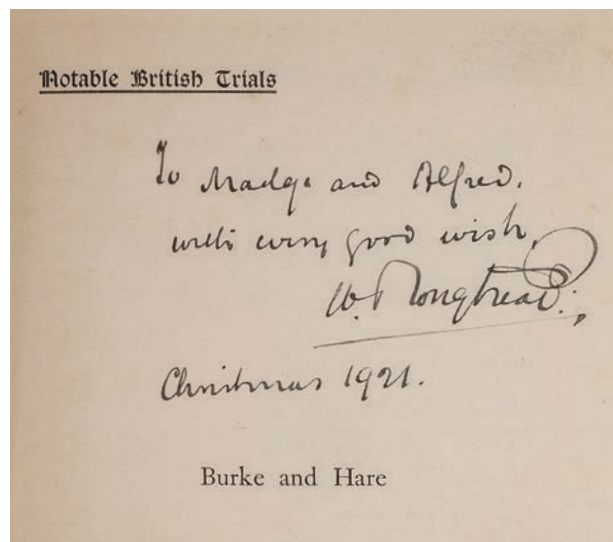 Notable British Trials
To Madge and Alfred.
with every good wish,
W. Roughead.
Christmas 1921.
Burke and Hare